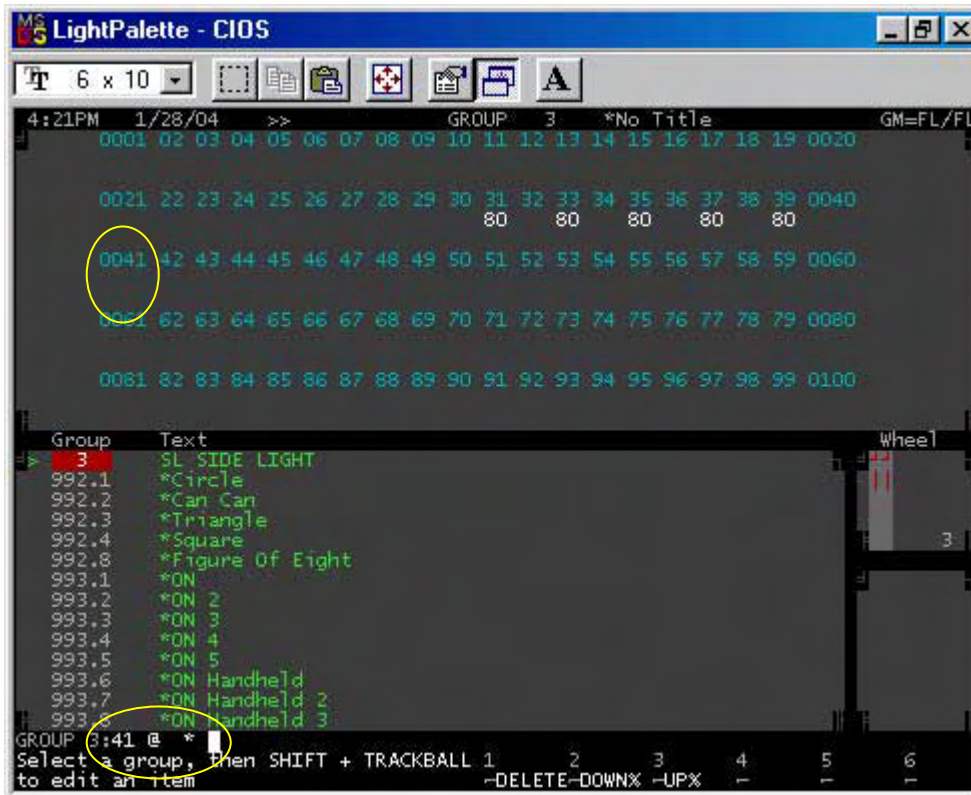 LightPalette - CIOS
6 x 10 A
4:21PM 1/28/04 >> GROUP 3 *No Title GM=FL/FL
0001 02 03 04 05 06 07 08 09 10 11 12 13 14 15 16 17 18 19 0020
0021 22 23 24 25 26 27 28 29 30 31 32 33 34 35 36 37 38 39 0040
80 80 80 80 80
0041 42 43 44 45 46 47 48 49 50 51 52 53 54 55 56 57 58 59 0060
0061 62 63 64 65 66 67 68 69 70 71 72 73 74 75 76 77 78 79 0080
0081 82 83 84 85 86 87 88 89 90 91 92 93 94 95 96 97 98 99 0100
Group Text Wheel
> 3 SL SIDE LIGHT
992.1 *Circle
992.2 *Can Can
992.3 *Triangle
992.4 *Square 3
992.8 *Figure Of Eight
993.1 *ON
993.2 *ON 2
993.3 *ON 3
993.4 *ON 4
993.5 *ON 5
993.6 *ON Handheld
993.7 *ON Handheld 2
993.8 *ON Handheld 3
GROUP 3:41 @ *
Select a group, then SHIFT + TRACKBALL 1 2 3 4 5 6
to edit an item DELETE DOWN% UP%